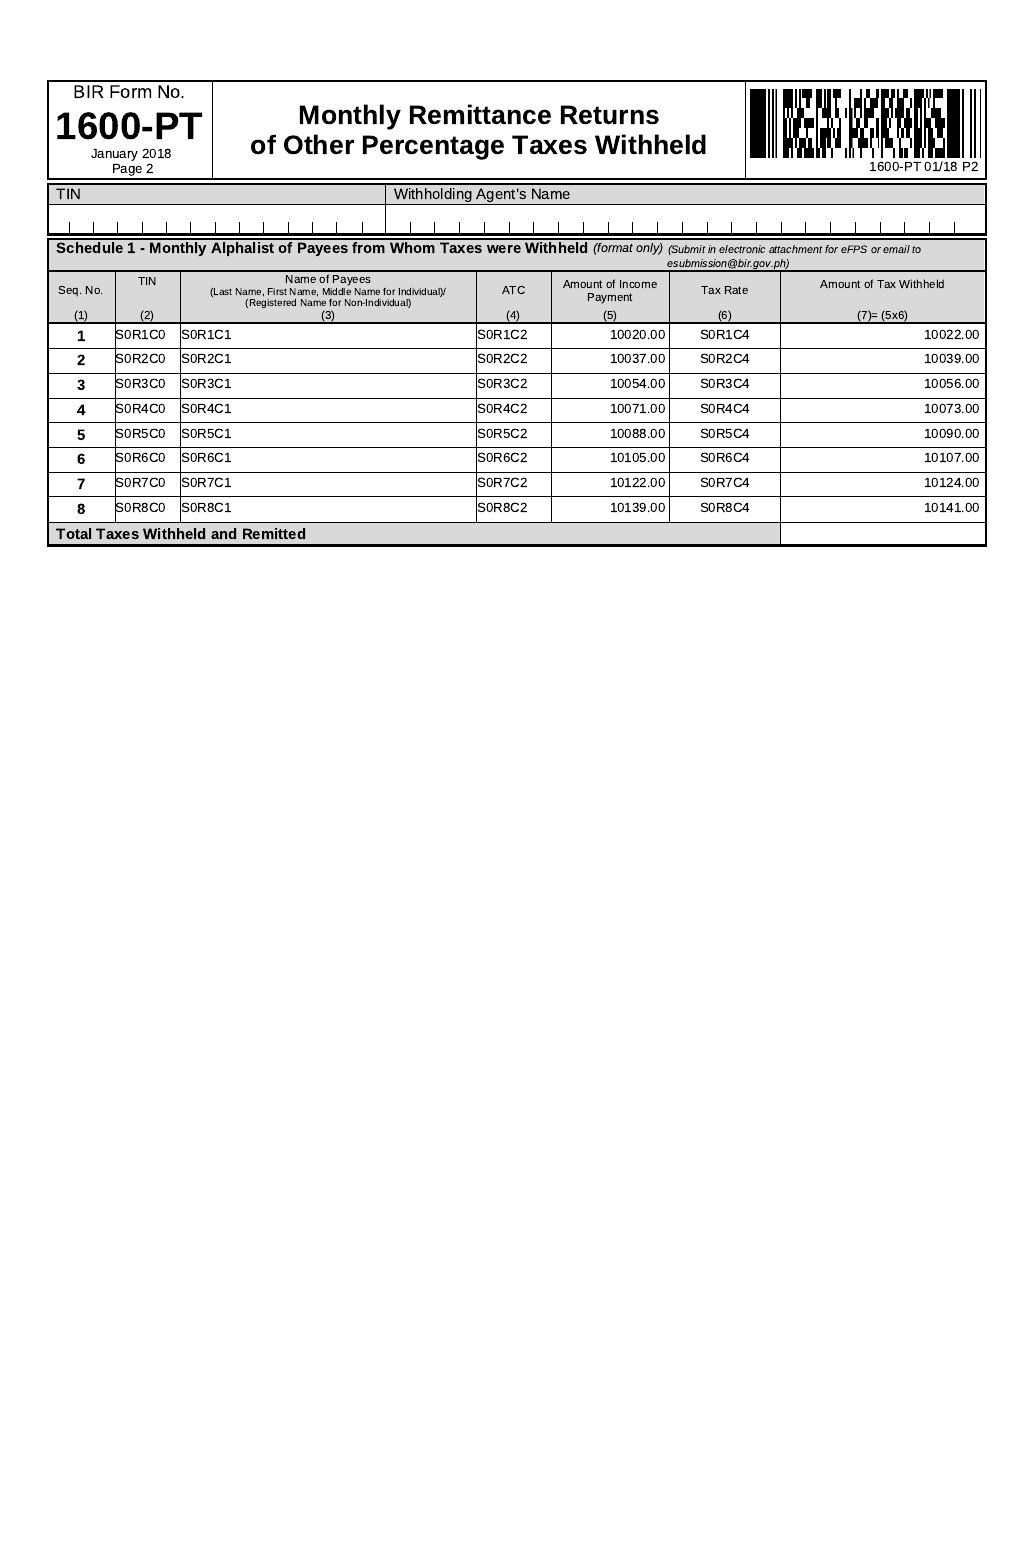 BIR Form No.
1600-PT
January 2018
Page 2
Monthly Remittance Returns
of Other Percentage Taxes Withheld
1600-PT 01/18 P2
TIN Withholding Agent's Name
Schedule 1 - Monthly Alphalist of Payees from Whom Taxes were Withheld (format only) (Submit in electronic attachment for eFPS or email to
esubmission@bir.gov.ph)
Seq. No.
(1)
TIN
(2)
Name of Payees
(Last Name, First Name, Middle Name for Individual)/
(Registered Name for Non-Individual)
(3)
ATC
(4)
Amount of Income
Payment
(5)
Tax Rate
(6)
Amount of Tax Withheld
(7)= (5x6)
1 S0R1C0 S0R1C1 S0R1C2 10020.00 S0R1C4 10022.00
2 S0R2C0 S0R2C1 S0R2C2 10037.00 S0R2C4 10039.00
3 S0R3C0 S0R3C1 S0R3C2 10054.00 S0R3C4 10056.00
4 S0R4C0 S0R4C1 S0R4C2 10071.00 S0R4C4 10073.00
5 S0R5C0 S0R5C1 S0R5C2 10088.00 S0R5C4 10090.00
6 S0R6C0 S0R6C1 S0R6C2 10105.00 S0R6C4 10107.00
7 S0R7C0 S0R7C1 S0R7C2 10122.00 S0R7C4 10124.00
8 S0R8C0 S0R8C1 S0R8C2 10139.00 S0R8C4 10141.00
Total Taxes Withheld and Remitted